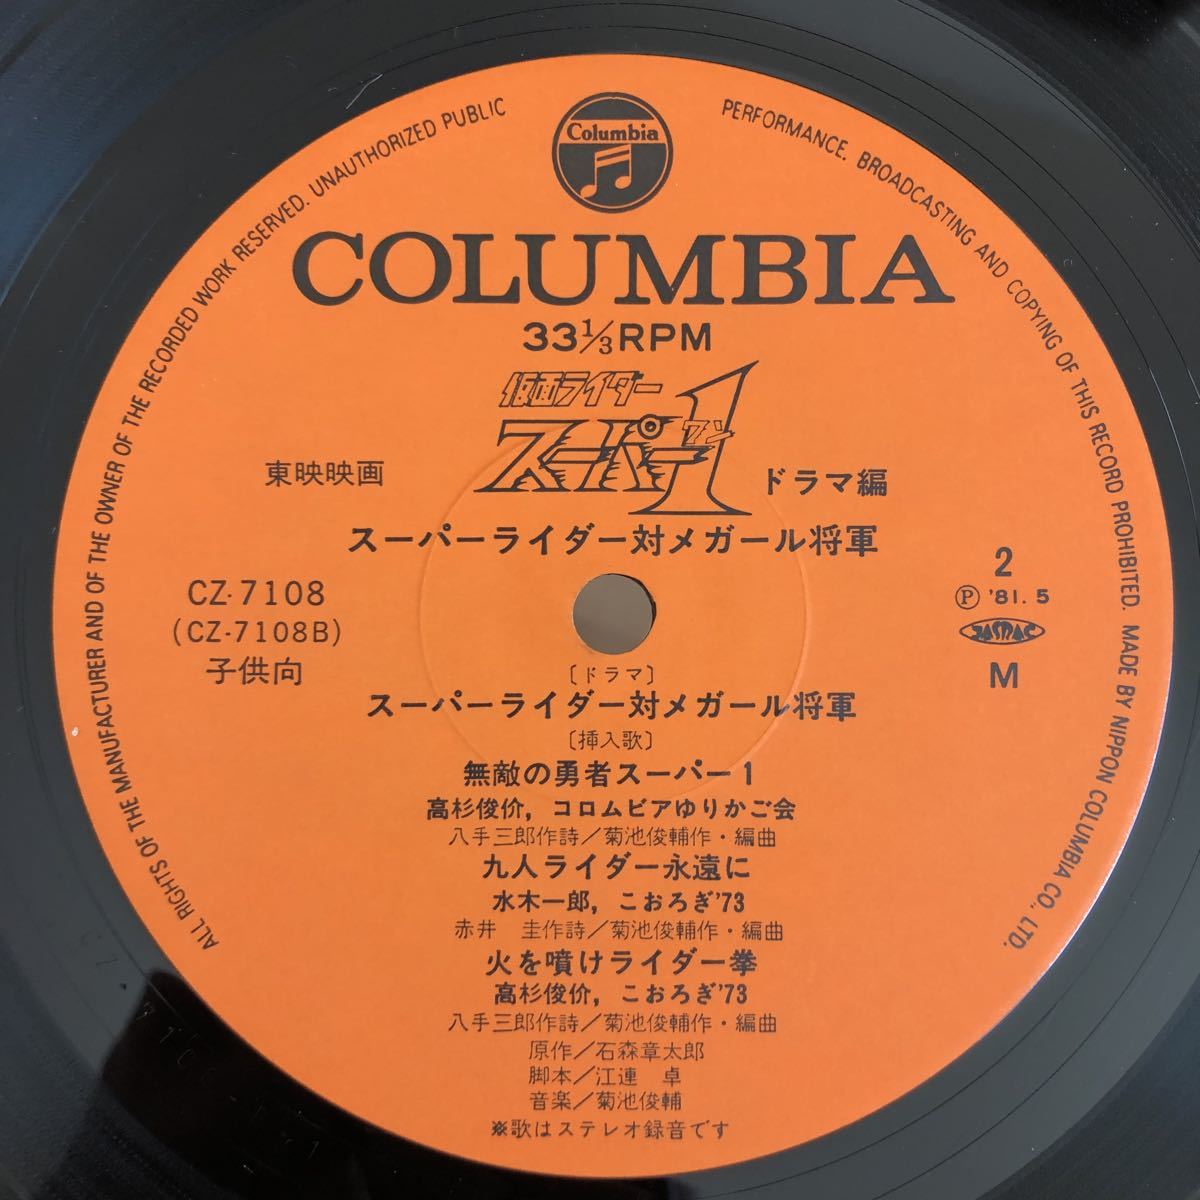 Columbia
ALL RIGHTS OF THE MANUFACTURER AND OF THE OWNER OF THE RECORDED WORK RESERVED. UNAUTHORIZED PUBLIC PERFORMANCE. BROADCASTING AND COPYING OF THIS RECORD PROHIBITED. MADE BY NIPPON COLUMBIA CO., LTD.
COLUMBIA
33 1/3 RPM
仮面ライダー
スーパー1
ワン
東映映画
ドラマ編
スーパーライダー対メガール将軍
CZ-7108
(CZ-7108B)
子供向
2
Ⓟ '81. 5
JASRAC
M
〔ドラマ〕
スーパーライダー対メガール将軍
〔挿入歌〕
無敵の勇者スーパー1
高杉俊价, コロムビアゆりかご会
八手三郎作詩/菊池俊輔作・編曲
九人ライダー永遠に
水木一郎, こおろぎ'73
赤井 圭作詩/菊池俊輔作・編曲
火を噴けライダー拳
高杉俊价, こおろぎ'73
八手三郎作詩/菊池俊輔作・編曲
原作/石森章太郎
脚本/江連 卓
音楽/菊池俊輔
※歌はステレオ録音です